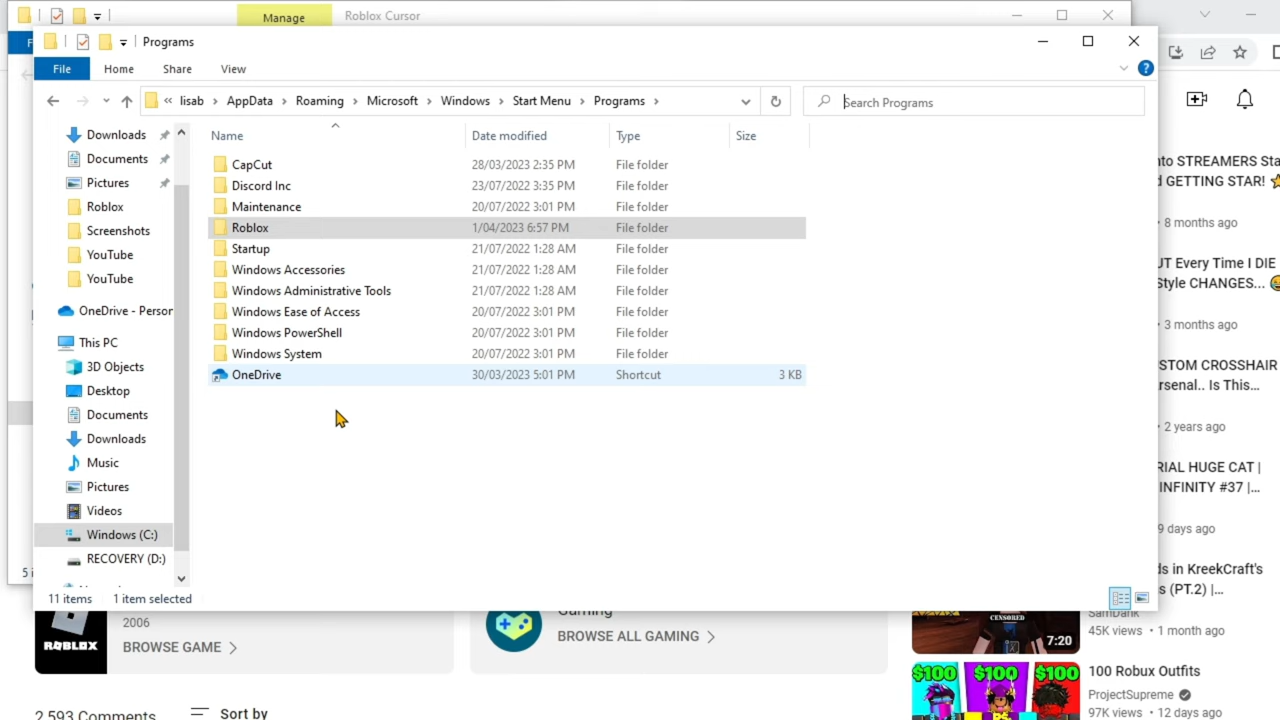 Manage
Roblox Cursor
Programs
File
Home
Share
View
« lisab > AppData > Roaming > Microsoft > Windows > Start Menu > Programs >
Search Programs
Name
Date modified
Type
Size
Downloads
Documents
Pictures
Roblox
Screenshots
YouTube
YouTube
OneDrive - Person
This PC
3D Objects
Desktop
Documents
Downloads
Music
Pictures
Videos
Windows (C:)
RECOVERY (D:)
CapCut 28/03/2023 2:35 PM File folder
Discord Inc 23/07/2022 3:35 PM File folder
Maintenance 20/07/2022 3:01 PM File folder
Roblox 1/04/2023 6:57 PM File folder
Startup 21/07/2022 1:28 AM File folder
Windows Accessories 21/07/2022 1:28 AM File folder
Windows Administrative Tools 21/07/2022 1:28 AM File folder
Windows Ease of Access 20/07/2022 3:01 PM File folder
Windows PowerShell 20/07/2022 3:01 PM File folder
Windows System 20/07/2022 3:01 PM File folder
OneDrive 30/03/2023 5:01 PM Shortcut 3 KB
11 items
1 item selected
5 i
nto STREAMERS Sta
d GETTING STAR!
• 8 months ago
UT Every Time I DIE
Style CHANGES...
• 3 months ago
STOM CROSSHAIR
rsenal.. Is This...
• 2 years ago
RIAL HUGE CAT |
INFINITY #37 |...
9 days ago
ds in KreekCraft's
s (PT.2) |...
SamDank
45K views • 1 month ago
CENSORED
7:20
100 Robux Outfits
ProjectSupreme
97K views • 12 days ago
$100 $100 $100
ROBLOX
2006
BROWSE GAME >
Gaming
BROWSE ALL GAMING >
2,593 Comments
Sort by